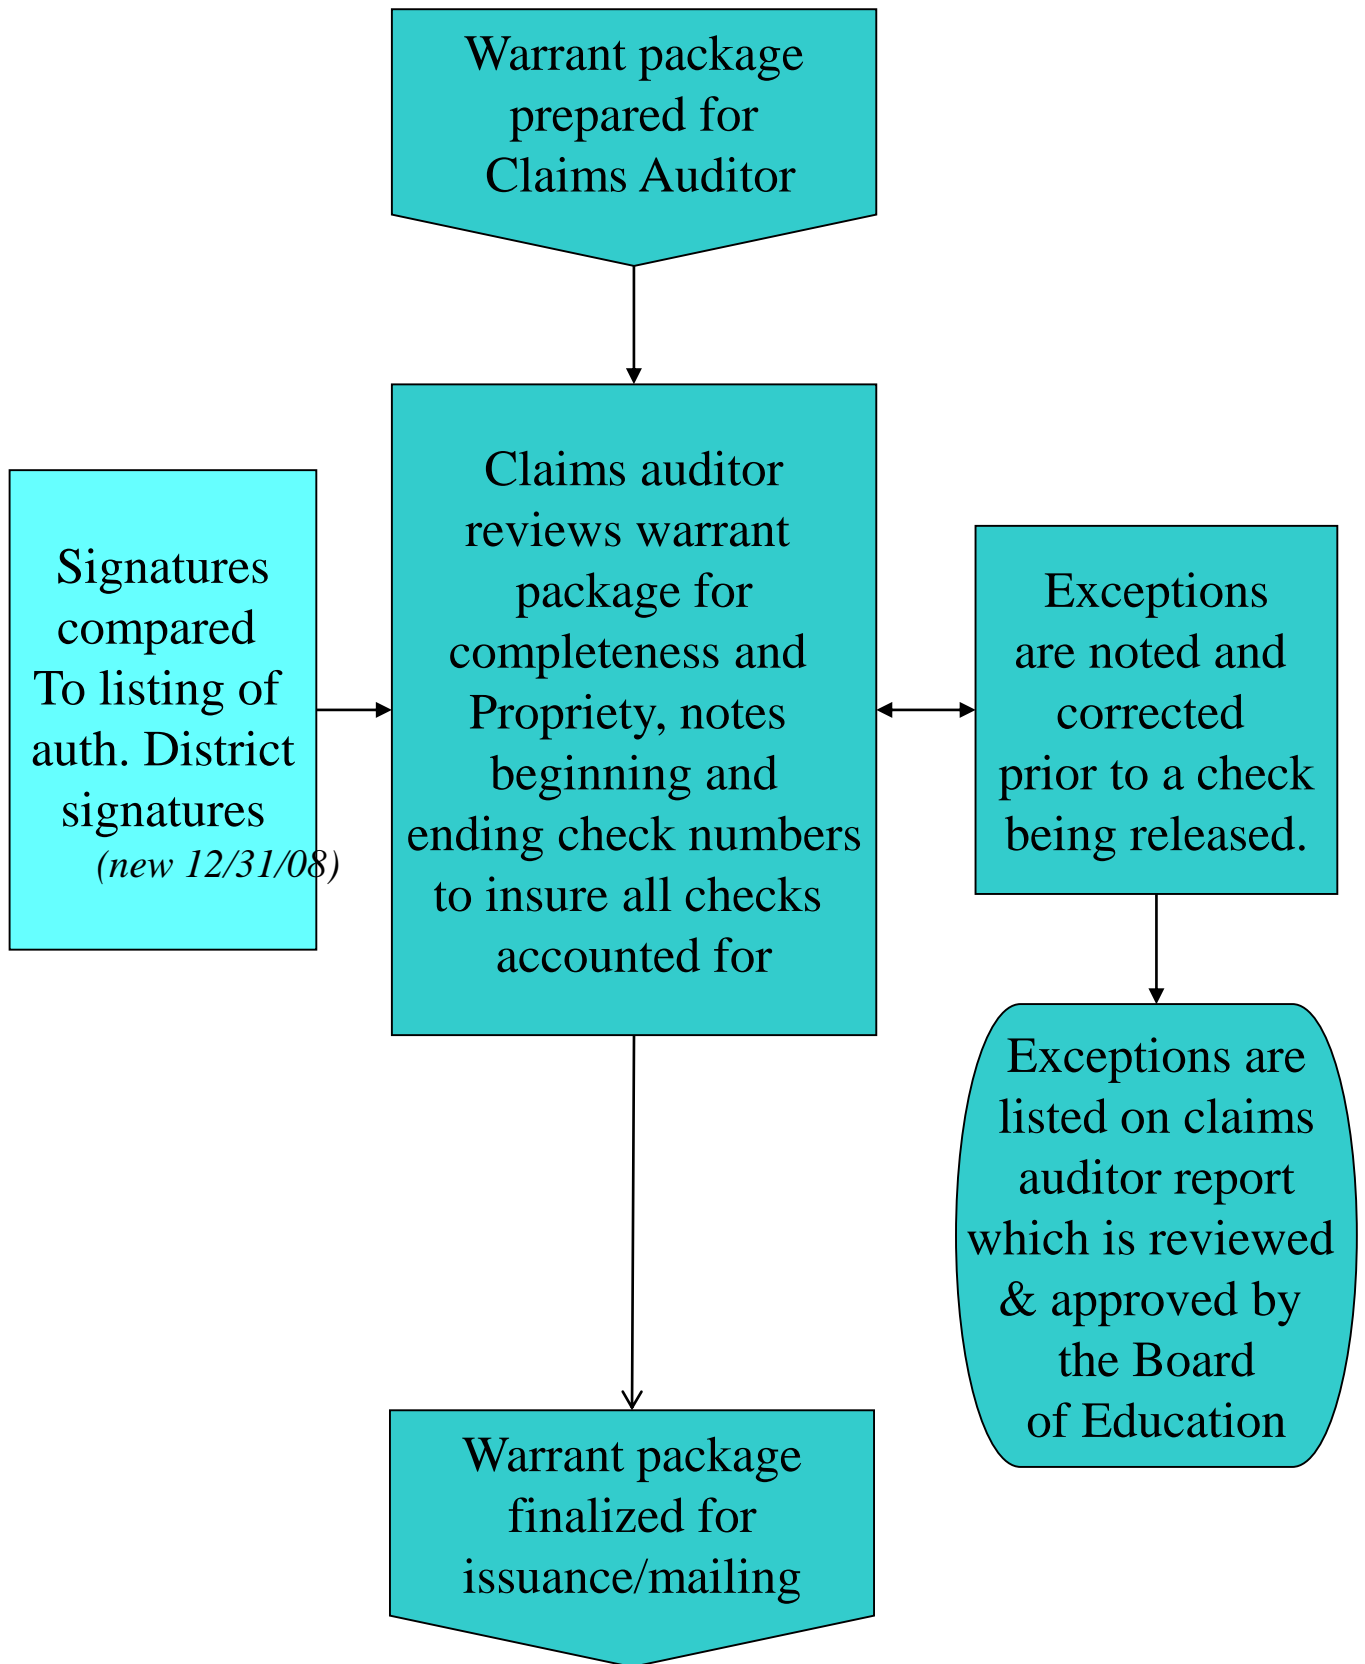 Warrant package
prepared for
Claims Auditor
Signatures
compared
To listing of
auth. District
signatures
(new 12/31/08)
Claims auditor
reviews warrant
package for
completeness and
Propriety, notes
beginning and
ending check numbers
to insure all checks
accounted for
Exceptions
are noted and
corrected
prior to a check
being released.
Exceptions are
listed on claims
auditor report
which is reviewed
& approved by
the Board
of Education
Warrant package
finalized for
issuance/mailing